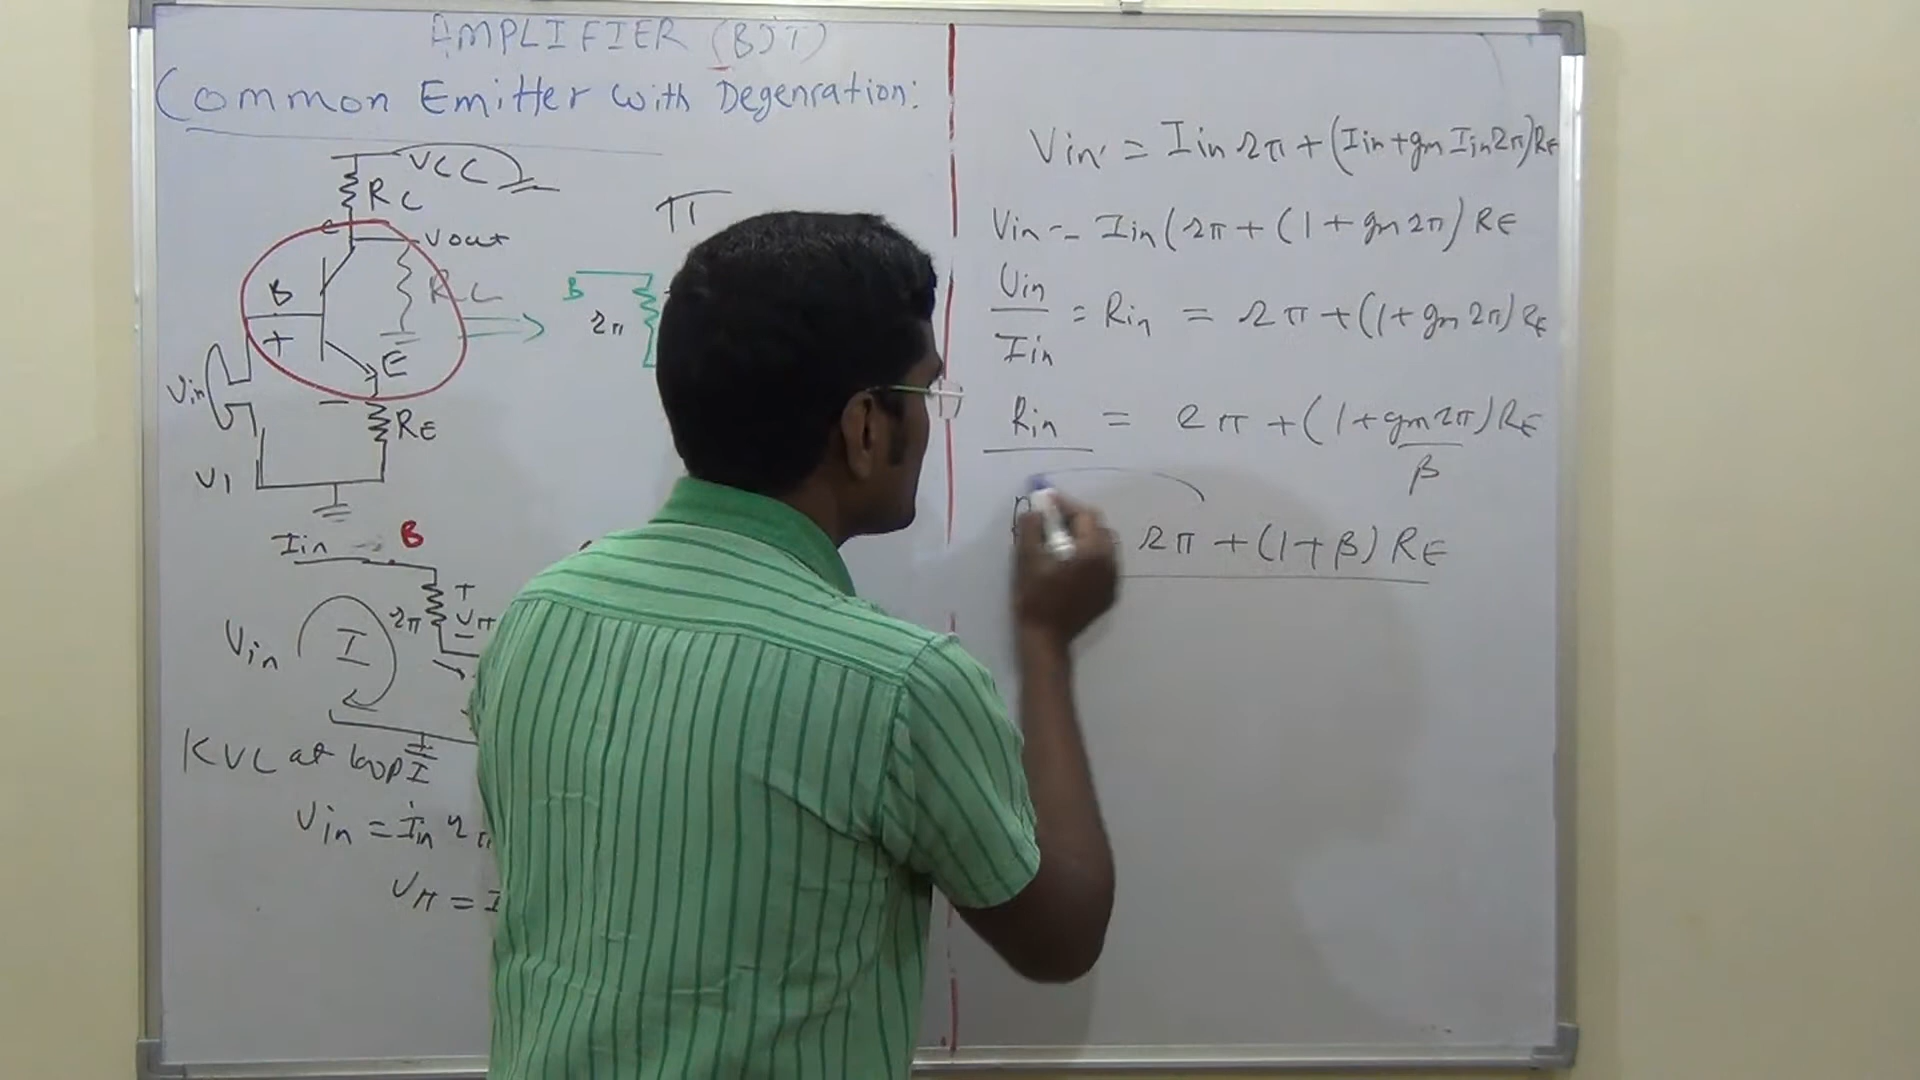 AMPLIFIER (BJT)
Common Emitter with Degenration:
VCC
RC
C
Vout
B
RL
+
E
Vin
−
RE
V1
π
B
rπ
Iin
B
+
rπ
Vπ
−
Vin
I
KVL at loop I
Vin = Iin rπ
Vπ = I
Vin = Iin rπ + (Iin + gm Iin rπ) RE
Vin = Iin (rπ + (1 + gm rπ) RE
Vin
= Rin = rπ + (1 + gm rπ) RE
Iin
Rin = rπ + (1 + gm rπ) RE
β
rπ + (1 + β) RE